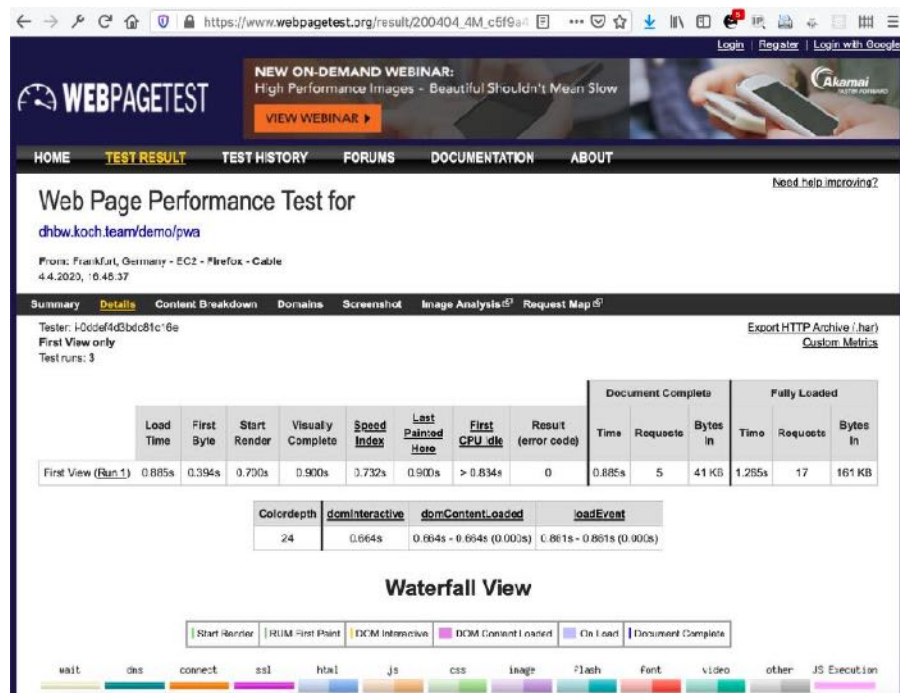 https://www.webpagetest.org/result/200404_4M_c5f9a4
Login | Register | Login with Google
WEBPAGETEST
NEW ON-DEMAND WEBINAR:
High Performance Images - Beautiful Shouldn't Mean Slow
VIEW WEBINAR
Akamai
HOME TEST RESULT TEST HISTORY FORUMS DOCUMENTATION ABOUT
Need help improving?
Web Page Performance Test for
dhbw.koch.team/demo/pwa
From: Frankfurt, Germany - EC2 - Firefox - Cable
4.4.2020, 16:48:37
Summary Details Content Breakdown Domains Screenshot Image Analysis Request Map
Tester: i-0ddef4d3bdc81c16e
Export HTTP Archive (.har)
First View only
Custom Metrics
Test runs: 3
Document Complete Fully Loaded
Load Time First Byte Start Render Visually Complete Speed Index Last Painted Hero First CPU Idle Result (error code) Time Requests Bytes In Time Requests Bytes In
First View (Run 1) 0.885s 0.394s 0.700s 0.900s 0.732s 0.900s > 0.834s 0 0.885s 5 41 KB 1.265s 17 161 KB
Colordepth domInteractive domContentLoaded loadEvent
24 0.664s 0.664s - 0.664s (0.000s) 0.881s - 0.881s (0.000s)
Waterfall View
Start Render RUM First Paint DOM Interactive DOM Content Loaded On Load Document Complete
wait dns connect ssl html js css image flash font video other JS Execution